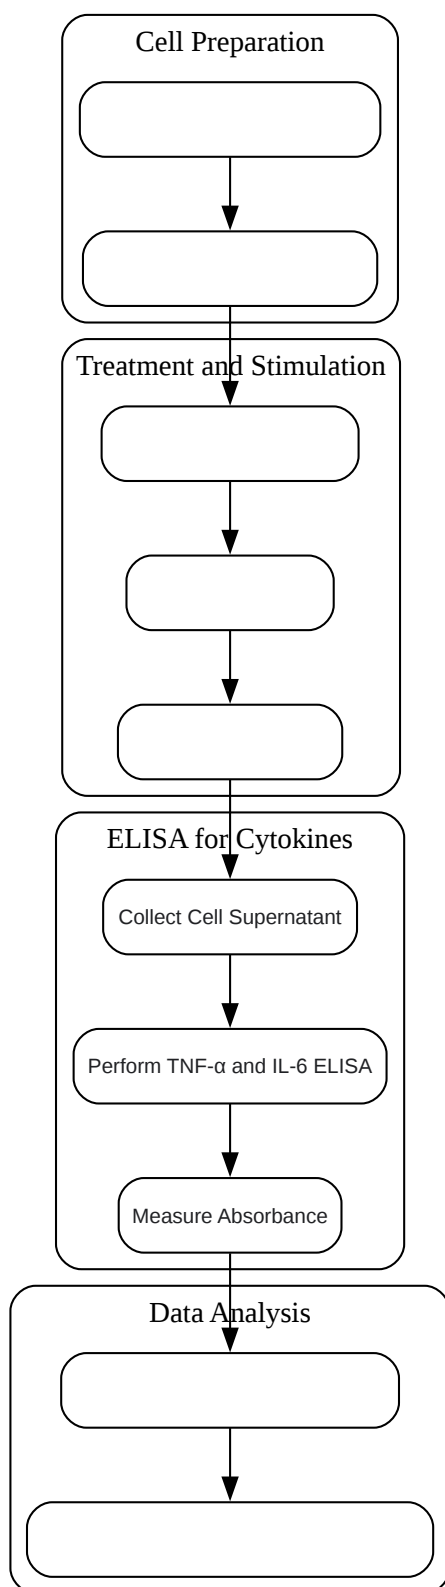 Cell Preparation
Treatment and Stimulation
ELISA for Cytokines
Collect Cell Supernatant
Perform TNF-α and IL-6 ELISA
Measure Absorbance
Data Analysis